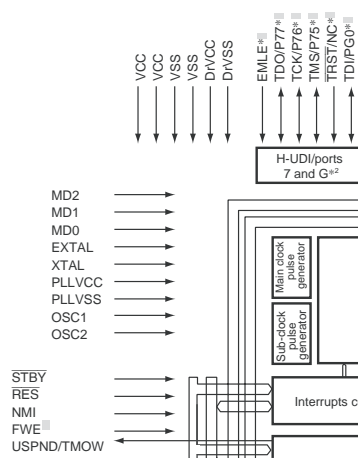 VCC
VCC
VSS
VSS
DrVCC
DrVSS
EMLE*
TDO/P77*
TCK/P76*
TMS/P75*
TRST/NC*
TDI/PG0*
H-UDI/ports
7 and G*2
MD2
MD1
MD0
EXTAL
XTAL
PLLVCC
PLLVSS
OSC1
OSC2
Main clock
pulse
generator
Sub-clock
pulse
generator
STBY
RES
NMI
FWE
USPND/TMOW
Interrupts c